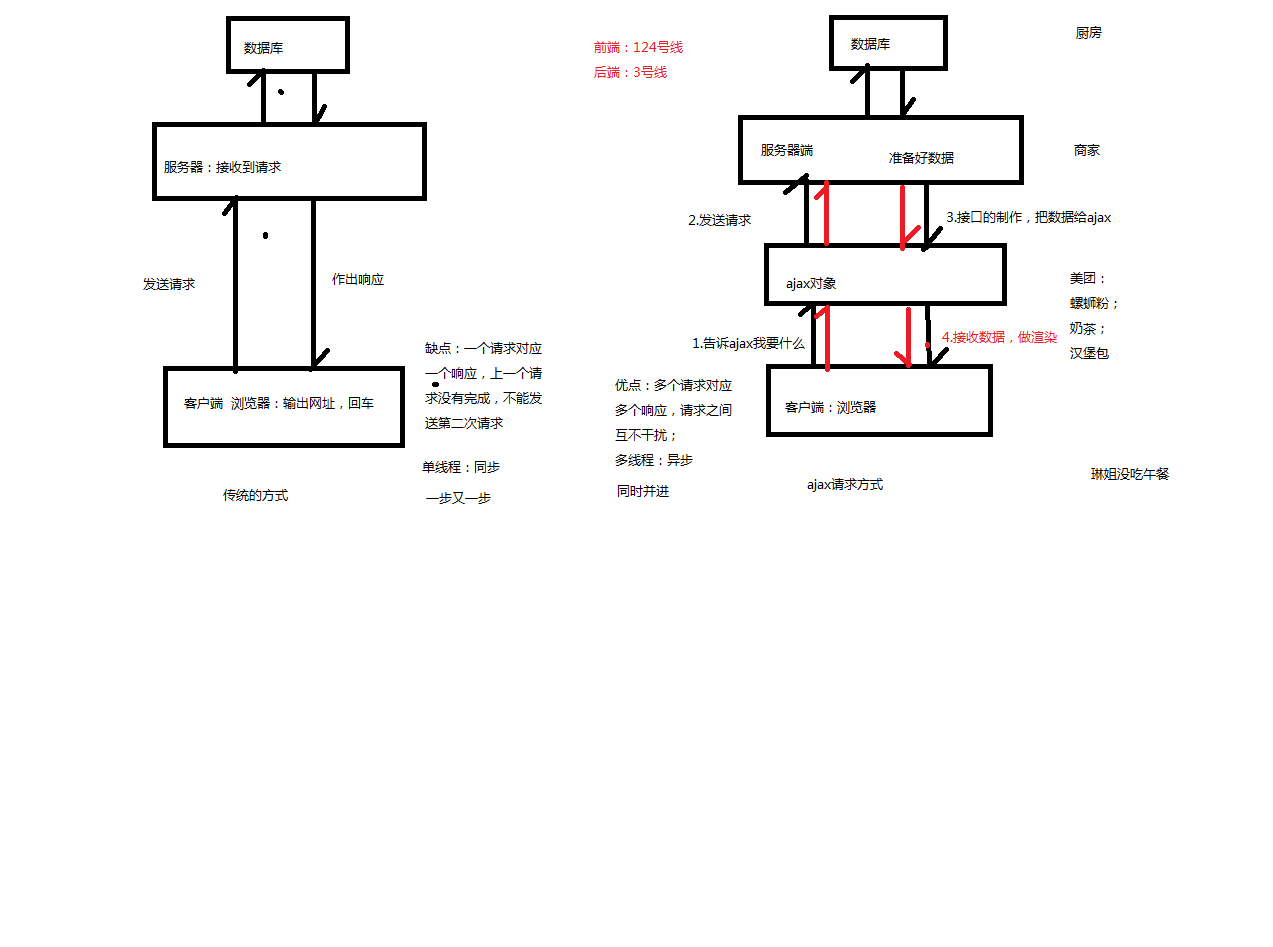 数据库
服务器：接收到请求
发送请求
作出响应
缺点：一个请求对应
一个响应，上一个请
求没有完成，不能发
送第二次请求
客户端 浏览器：输出网址，回车
单线程：同步
一步又一步
传统的方式
前端：124号线
后端：3号线
数据库
厨房
服务器端
准备好数据
商家
2.发送请求
3.接口的制作，把数据给ajax
ajax对象
美团：
螺蛳粉；
奶茶；
汉堡包
1.告诉ajax我要什么
4.接收数据，做渲染
优点：多个请求对应
多个响应，请求之间
互不干扰；
多线程：异步
同时并进
客户端：浏览器
ajax请求方式
琳姐没吃午餐